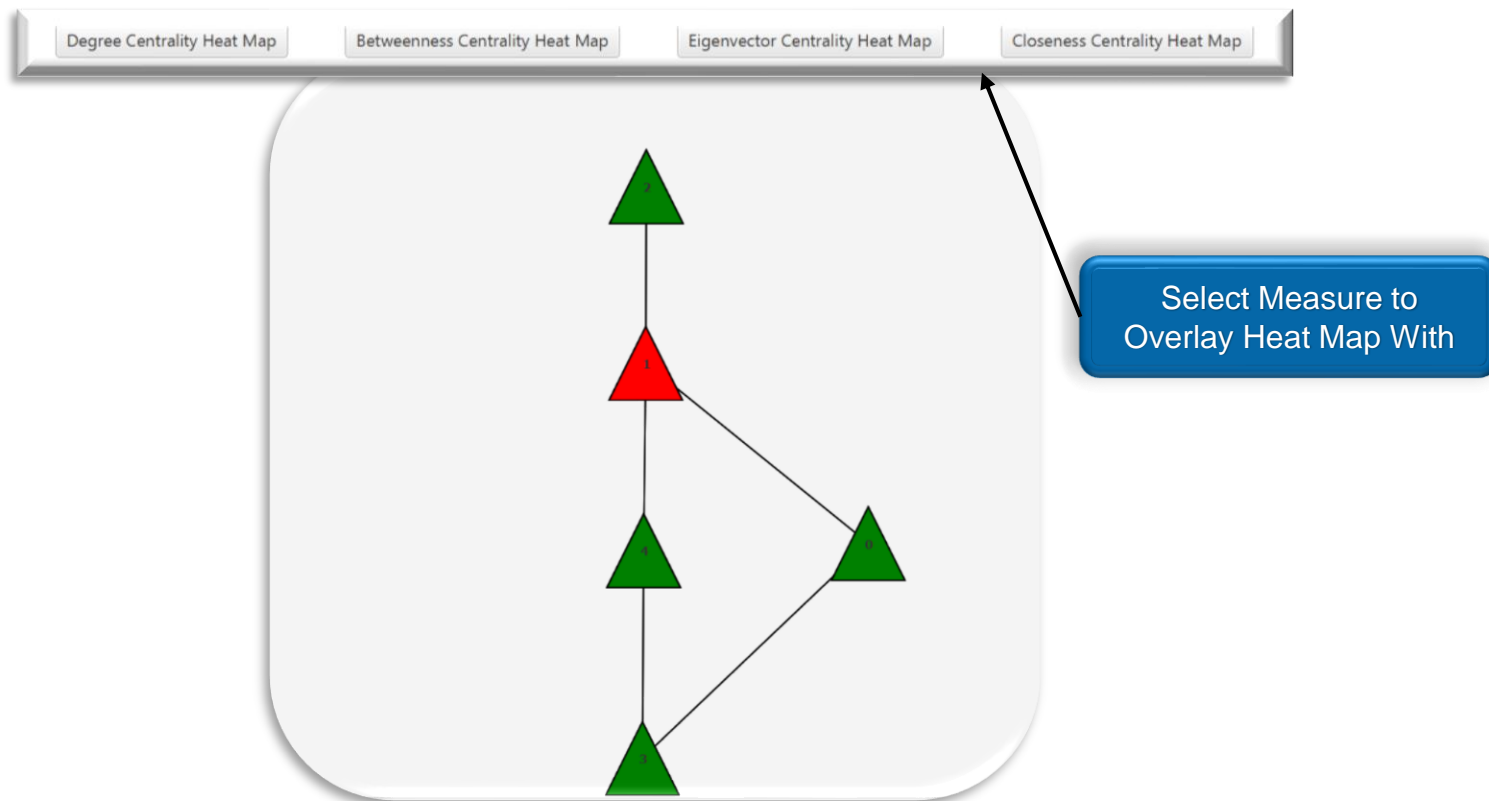 Degree Centrality Heat Map
Betweenness Centrality Heat Map
Eigenvector Centrality Heat Map
Closeness Centrality Heat Map
2
1
Select Measure to
Overlay Heat Map With
4
0
3